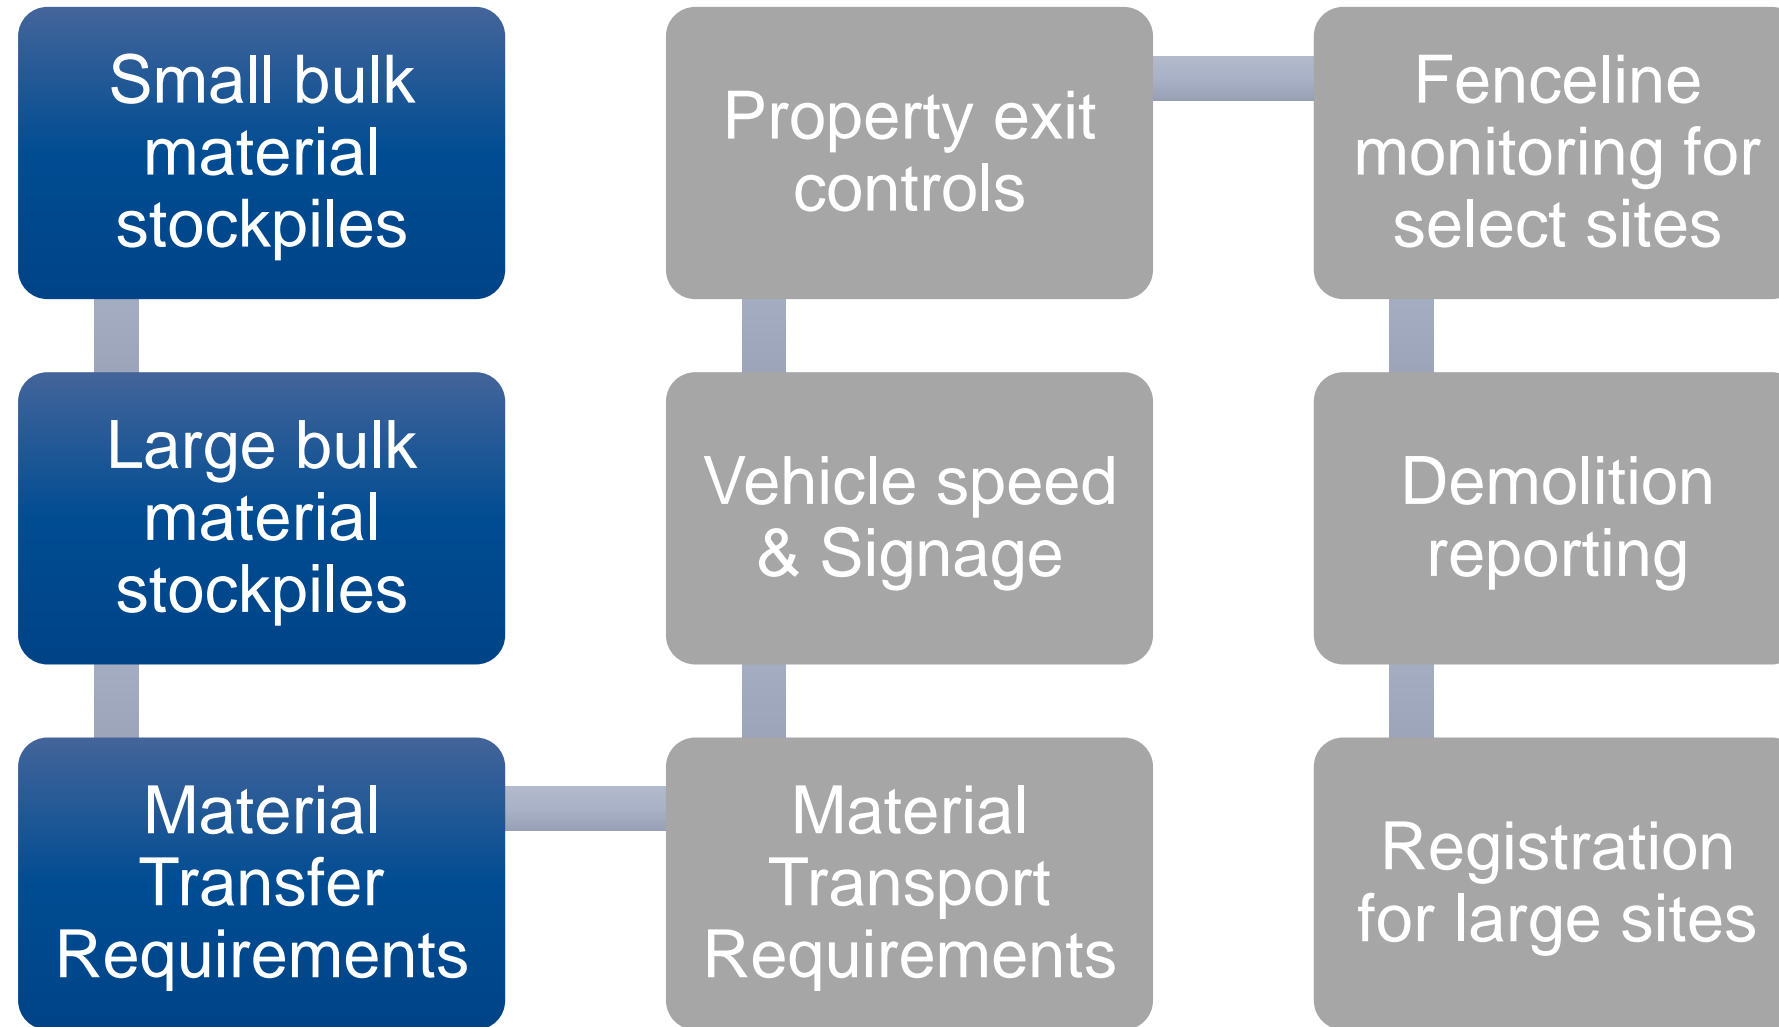 Small bulk
material
stockpiles
Large bulk
material
stockpiles
Material
Transfer
Requirements
Material
Transport
Requirements
Vehicle speed
& Signage
Property exit
controls
Fenceline
monitoring for
select sites
Demolition
reporting
Registration
for large sites